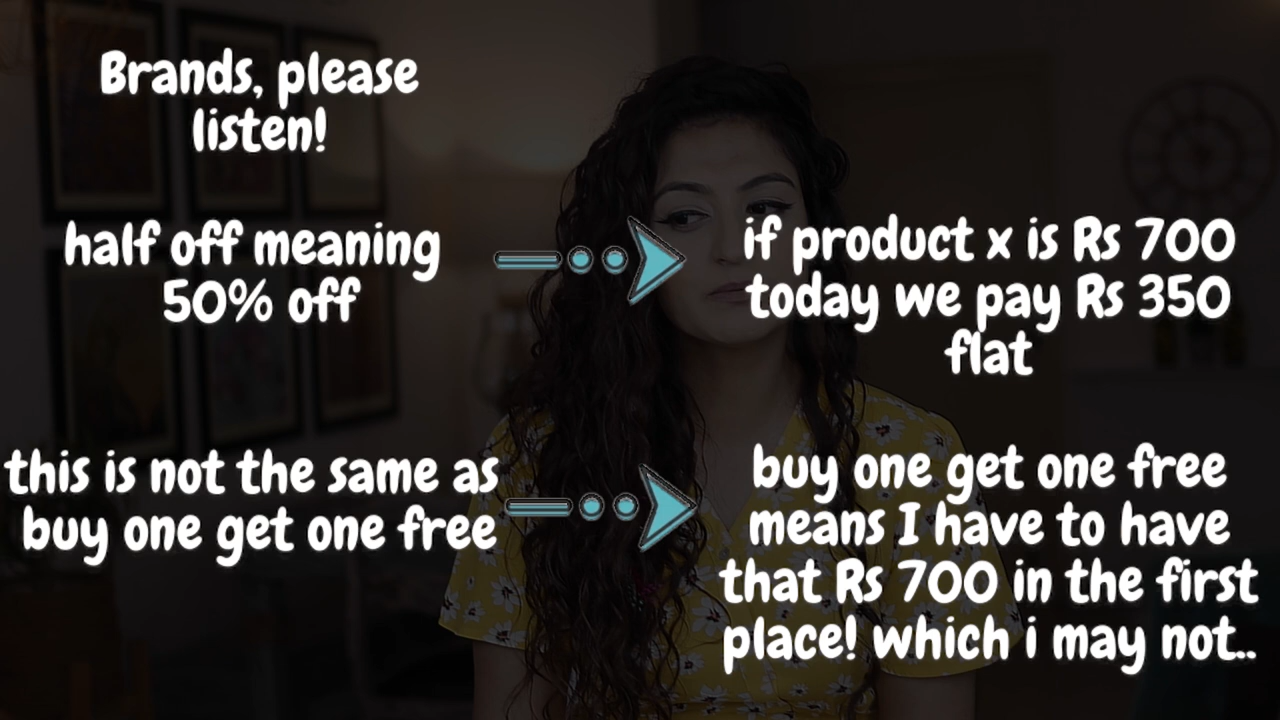 Brands, please
listen!
half off meaning
50% off
if product x is Rs 700
today we pay Rs 350
flat
this is not the same as
buy one get one free
buy one get one free
means I have to have
that Rs 700 in the first
place! which i may not..